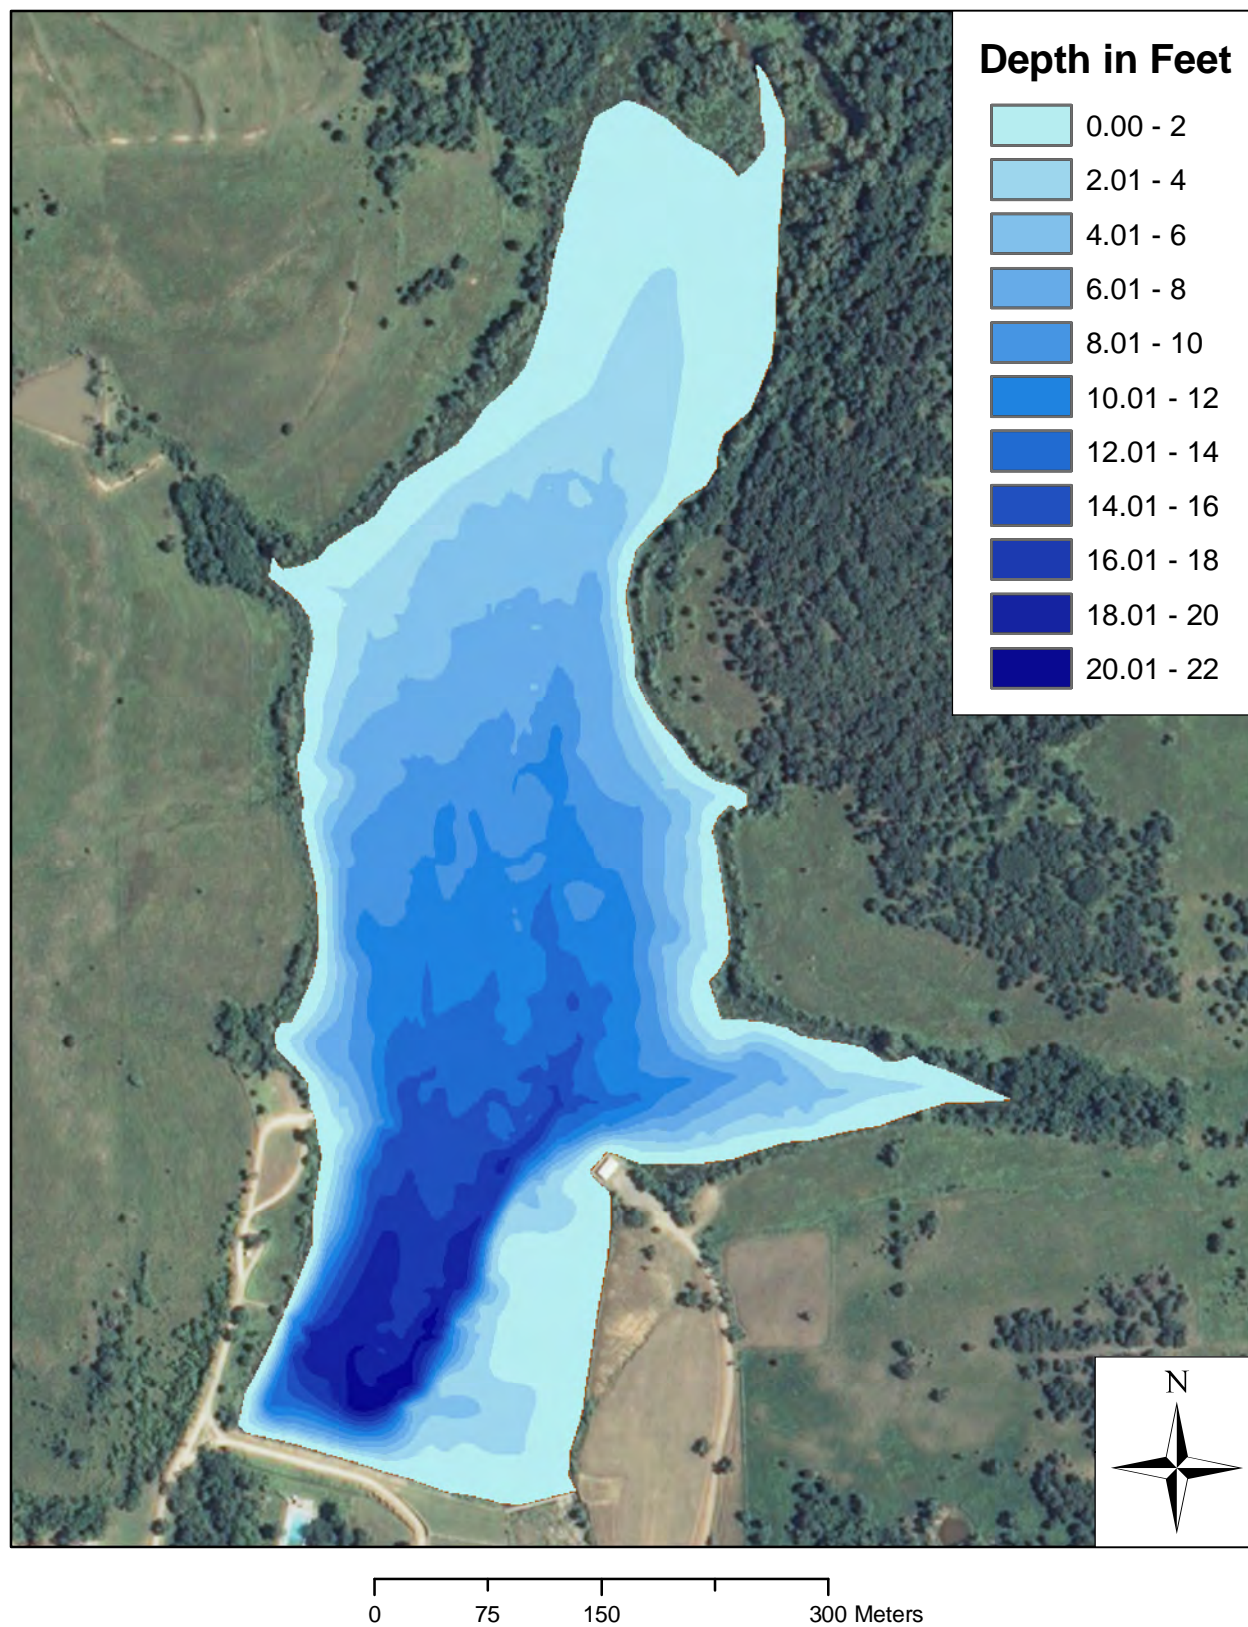 Depth in Feet
0.00 - 2
2.01 - 4
4.01 - 6
6.01 - 8
8.01 - 10
10.01 - 12
12.01 - 14
14.01 - 16
16.01 - 18
18.01 - 20
20.01 - 22
N
0 75 150 300 Meters